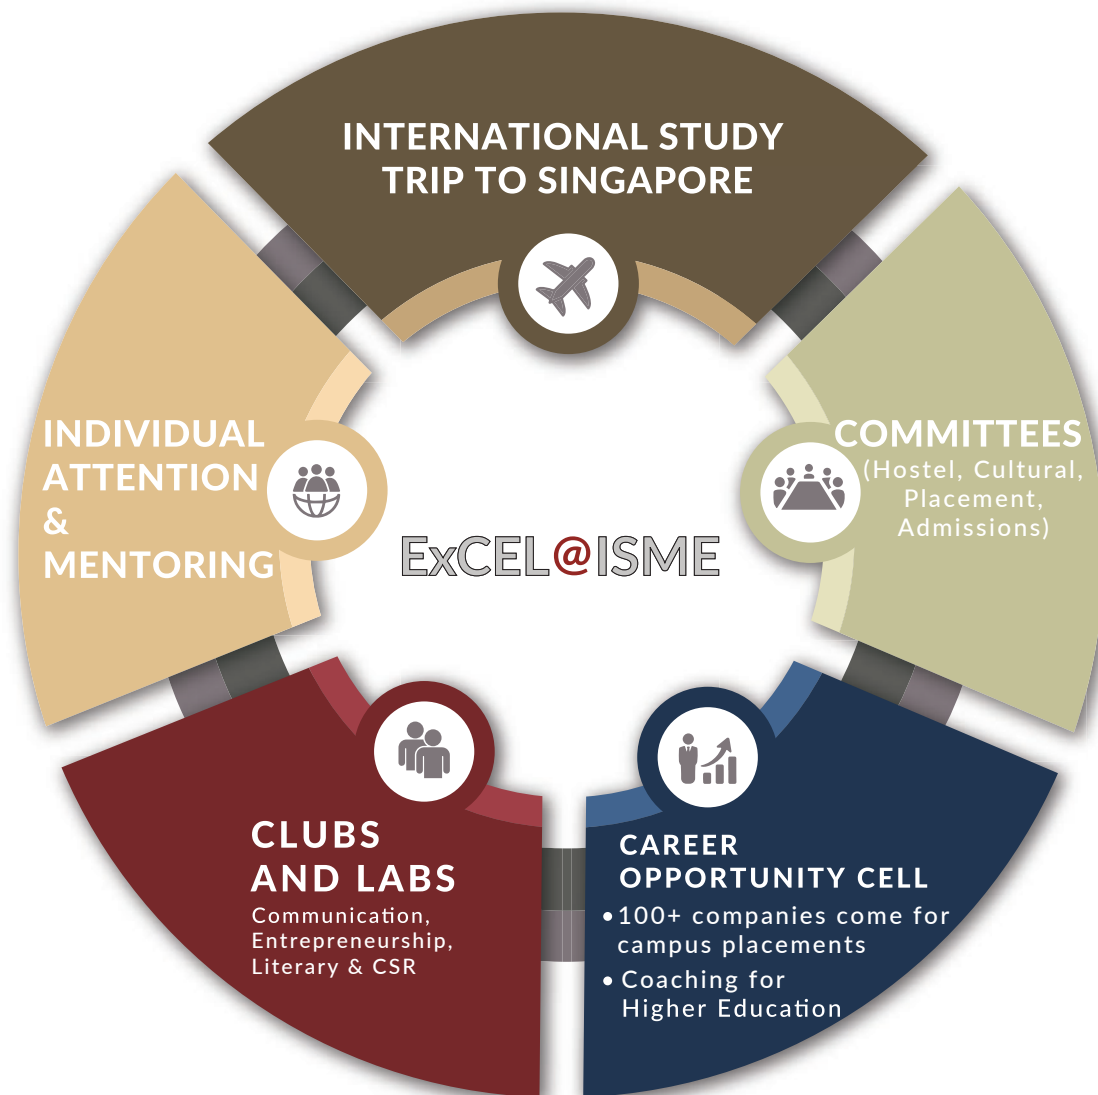 INTERNATIONAL STUDY
TRIP TO SINGAPORE
INDIVIDUAL
ATTENTION
&
MENTORING
COMMITTEES
(Hostel, Cultural,
Placement,
Admissions)
ExCEL@ISME
CLUBS
AND LABS
Communication,
Entrepreneurship,
Literary & CSR
CAREER
OPPORTUNITY CELL
• 100+ companies come for
campus placements
• Coaching for
Higher Education